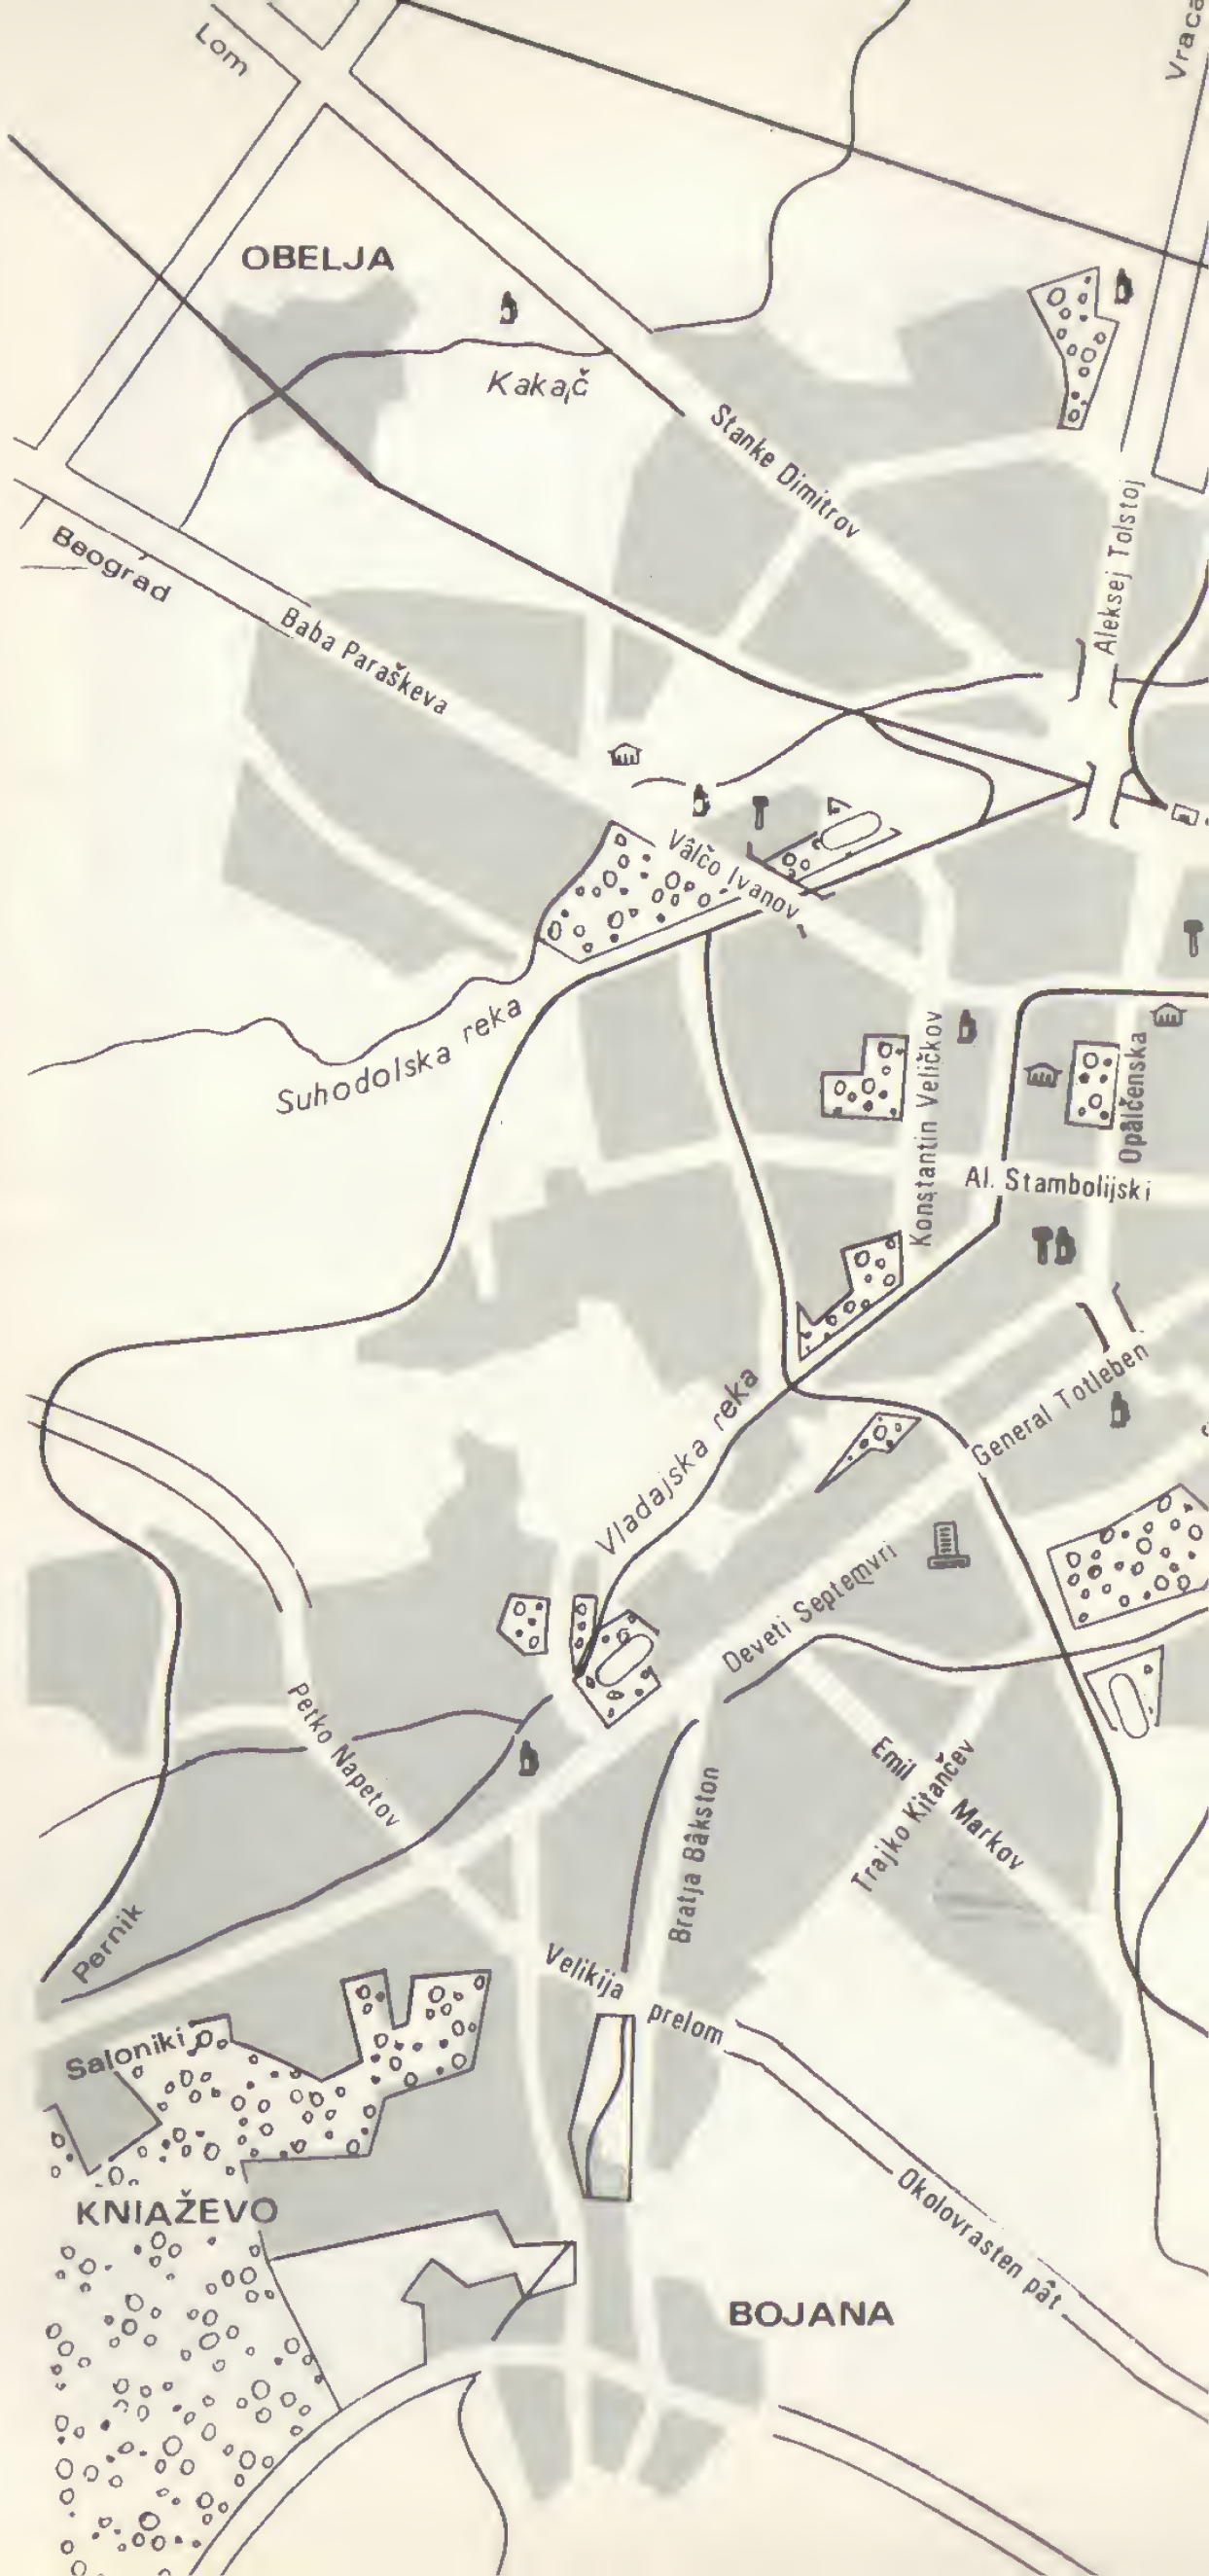 Lom
Vraca
OBELJA
Kakač
Stanke Dimitrov
Aleksej Tolstoj
Beograd
Baba Paraškeva
Vâlčo Ivanov
Suhodolska reka
Konstantin Veličkov
Opâlčenska
Al. Stambolijski
General Totleben
Vladajska reka
Deveti Septemvri
Petko Napetov
Emil Markov
Trajko Kitančev
Bratja Bâkston
Pernik
Velikija prelom
Saloniki
KNIAŽEVO
Okolovrasten pât
BOJANA